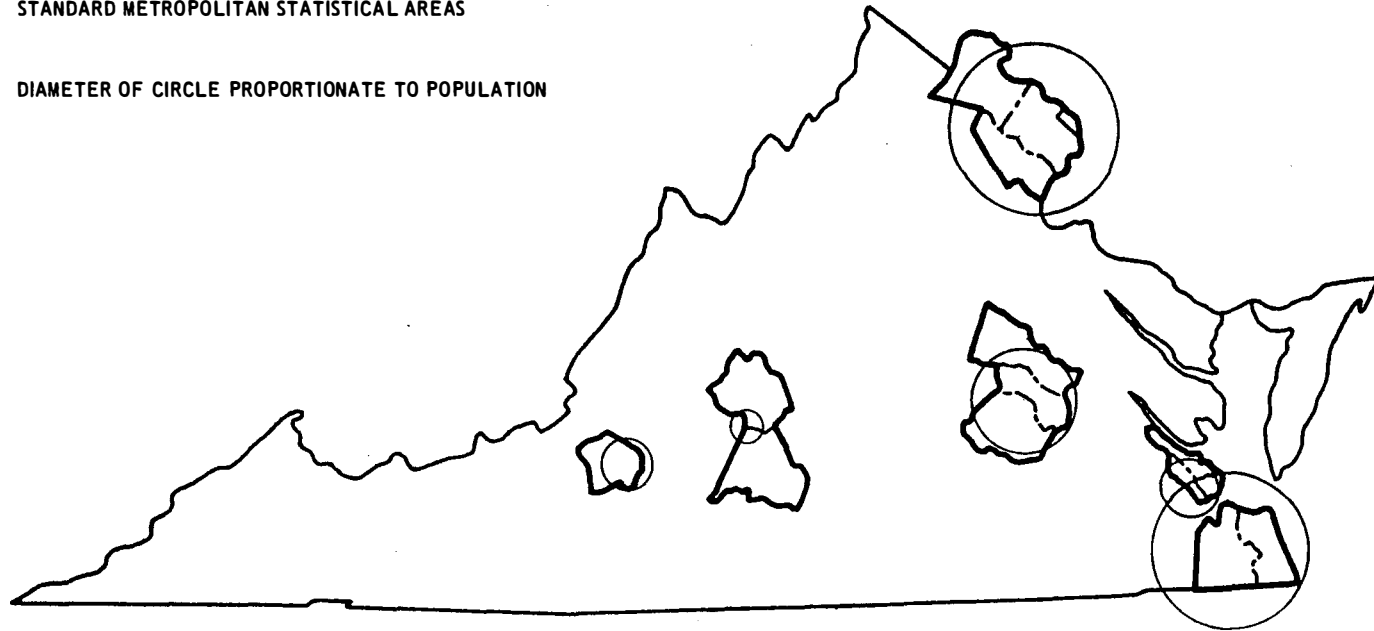 STANDARD METROPOLITAN STATISTICAL AREAS
DIAMETER OF CIRCLE PROPORTIONATE TO POPULATION